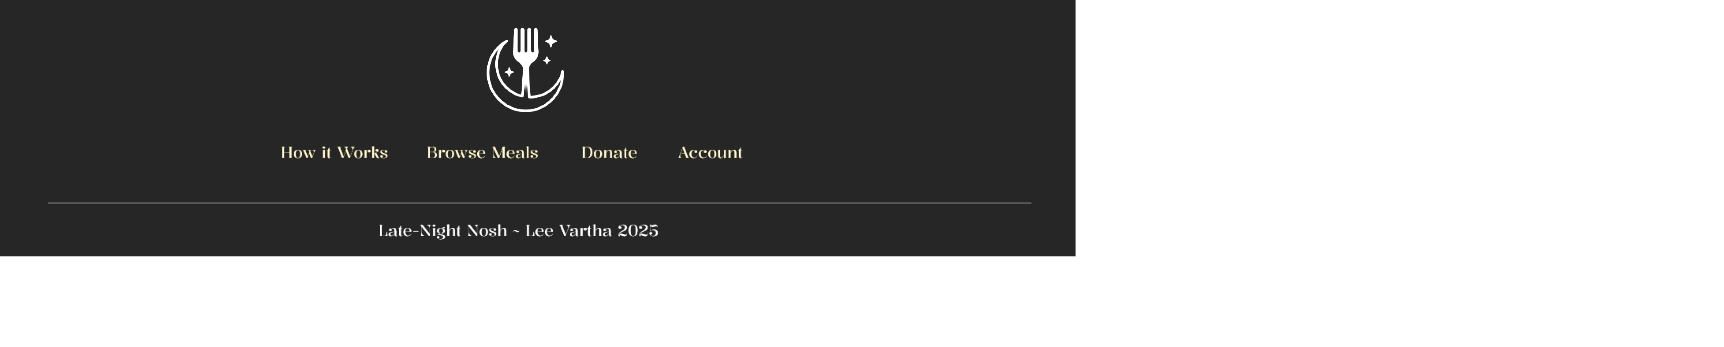 How it Works Browse Meals Donate Account
Late-Night Nosh ~ Lee Vartha 2025